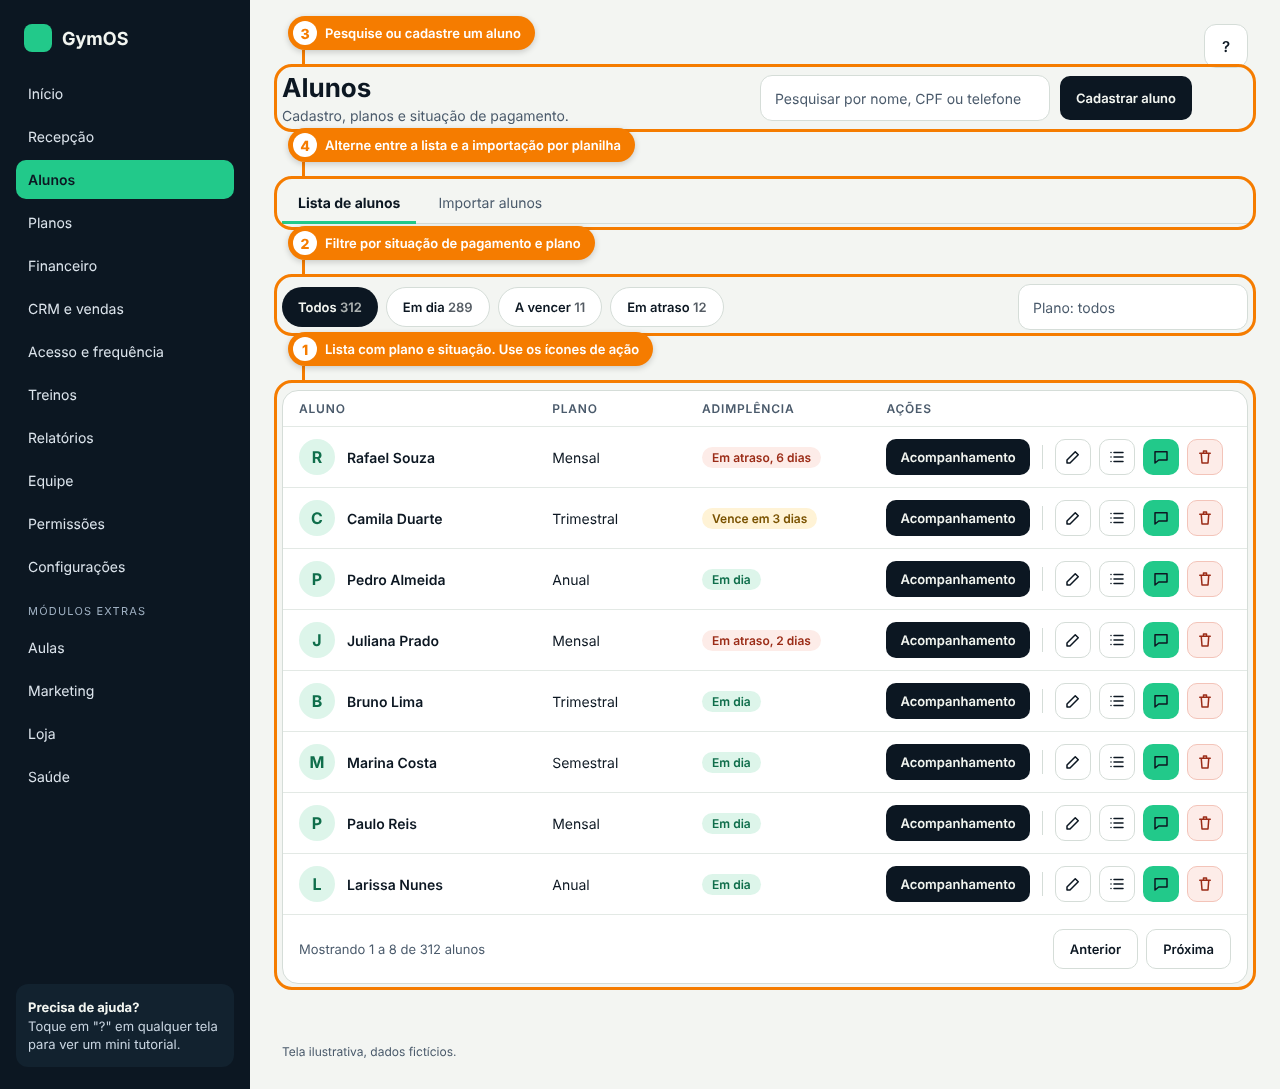 GymOS
Início
Recepção
Alunos
Planos
Financeiro
CRM e vendas
Acesso e frequência
Treinos
Relatórios
Equipe
Permissões
Configurações
MÓDULOS EXTRAS
Aulas
Marketing
Loja
Saúde
Precisa de ajuda?
Toque em "?" em qualquer tela
para ver um mini tutorial.
3 Pesquise ou cadastre um aluno
?
Alunos
Cadastro, planos e situação de pagamento.
Pesquisar por nome, CPF ou telefone
Cadastrar aluno
4 Alterne entre a lista e a importação por planilha
Lista de alunos Importar alunos
2 Filtre por situação de pagamento e plano
Todos 312 Em dia 289 A vencer 11 Em atraso 12 Plano: todos
1 Lista com plano e situação. Use os ícones de ação
ALUNO PLANO ADIMPLÊNCIA AÇÕES
R Rafael Souza Mensal Em atraso, 6 dias Acompanhamento
C Camila Duarte Trimestral Vence em 3 dias Acompanhamento
P Pedro Almeida Anual Em dia Acompanhamento
J Juliana Prado Mensal Em atraso, 2 dias Acompanhamento
B Bruno Lima Trimestral Em dia Acompanhamento
M Marina Costa Semestral Em dia Acompanhamento
P Paulo Reis Mensal Em dia Acompanhamento
L Larissa Nunes Anual Em dia Acompanhamento
Mostrando 1 a 8 de 312 alunos Anterior Próxima
Tela ilustrativa, dados fictícios.